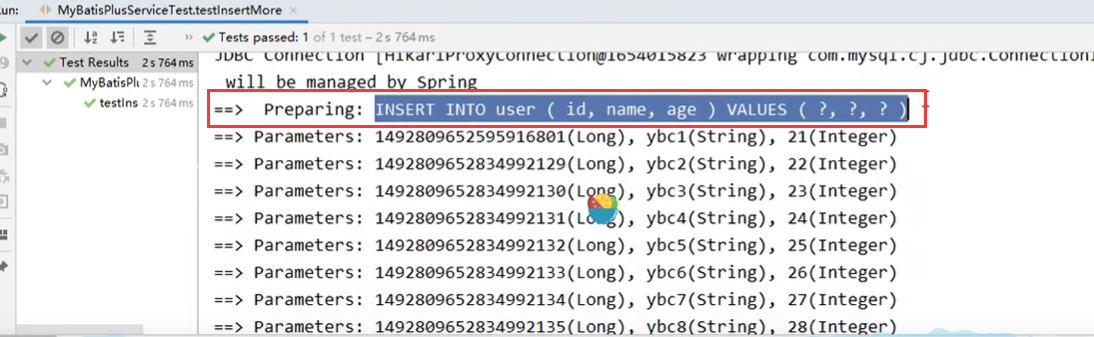 Run: MyBatisPlusServiceTest.testInsertMore ×
Tests passed: 1 of 1 test – 2 s 764 ms
Test Results 2 s 764 ms
MyBatisPlu 2 s 764 ms
testIns 2 s 764 ms
JDBC Connection [HikariProxyConnection@1654015823 wrapping com.mysql.cj.jdbc.Connection
will be managed by Spring
==> Preparing: INSERT INTO user ( id, name, age ) VALUES ( ?, ?, ? )
==> Parameters: 1492809652595916801(Long), ybc1(String), 21(Integer)
==> Parameters: 1492809652834992129(Long), ybc2(String), 22(Integer)
==> Parameters: 1492809652834992130(Long), ybc3(String), 23(Integer)
==> Parameters: 1492809652834992131(Long), ybc4(String), 24(Integer)
==> Parameters: 1492809652834992132(Long), ybc5(String), 25(Integer)
==> Parameters: 1492809652834992133(Long), ybc6(String), 26(Integer)
==> Parameters: 1492809652834992134(Long), ybc7(String), 27(Integer)
==> Parameters: 1492809652834992135(Long), ybc8(String), 28(Integer)